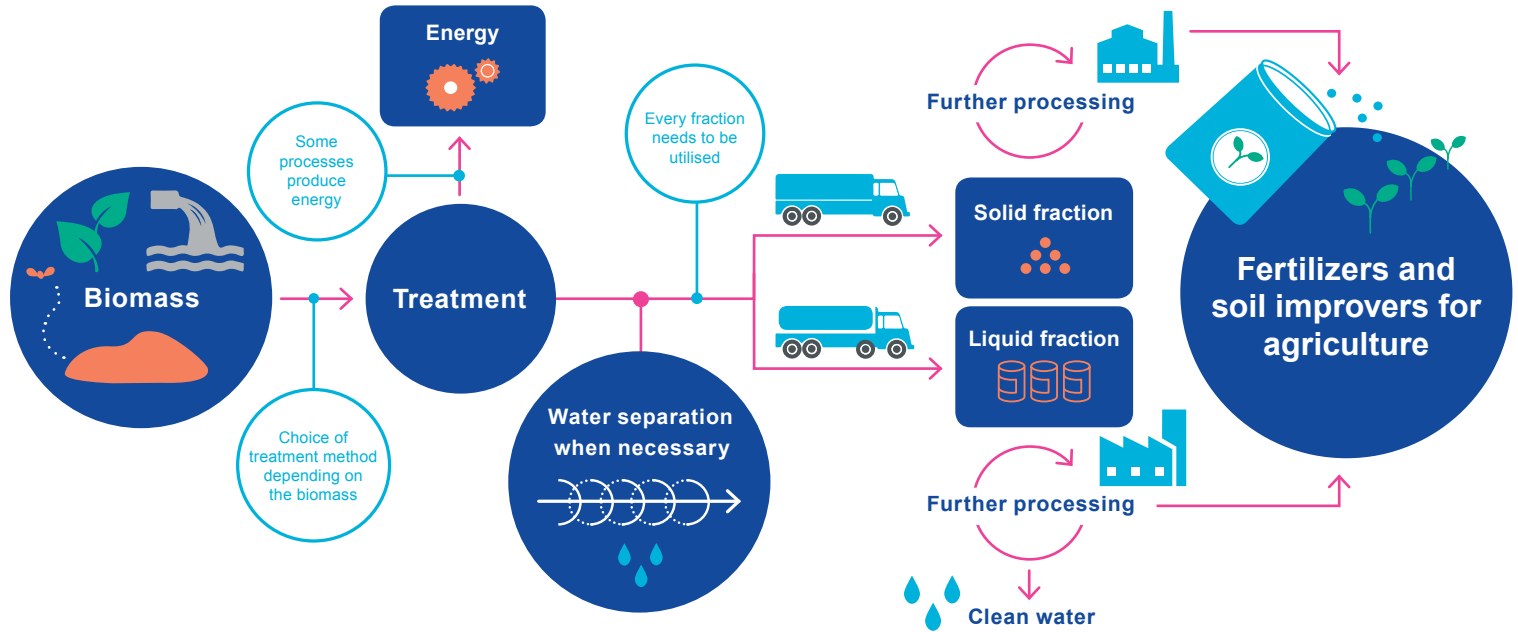 Energy
Some
processes
produce
energy
Every fraction
needs to be
utilised
Further processing
Biomass
Treatment
Solid fraction
Liquid fraction
Fertilizers and
soil improvers for
agriculture
Choice of
treatment method
depending on
the biomass
Water separation
when necessary
Further processing
Clean water